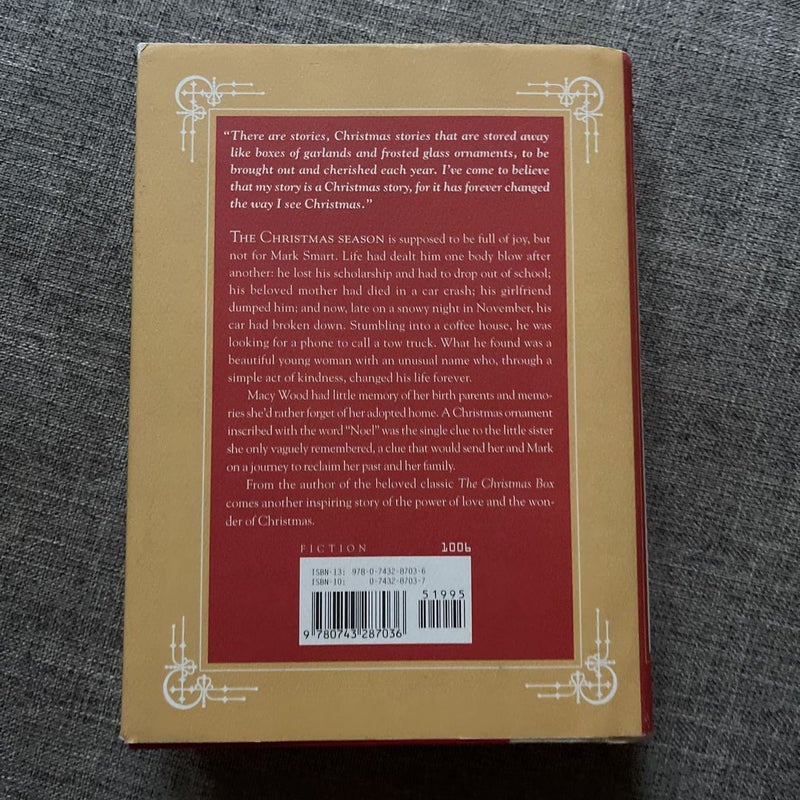 “There are stories, Christmas stories that are stored away
like boxes of garlands and frosted glass ornaments, to be
brought out and cherished each year. I’ve come to believe
that my story is a Christmas story, for it has forever changed
the way I see Christmas.”
THE CHRISTMAS SEASON is supposed to be full of joy, but
not for Mark Smart. Life had dealt him one body blow after
another: he lost his scholarship and had to drop out of school;
his beloved mother had died in a car crash; his girlfriend
dumped him; and now, late on a snowy night in November, his
car had broken down. Stumbling into a coffee house, he was
looking for a phone to call a tow truck. What he found was a
beautiful young woman with an unusual name who, through a
simple act of kindness, changed his life forever.
Macy Wood had little memory of her birth parents and memo-
ries she’d rather forget of her adopted home. A Christmas ornament
inscribed with the word “Noel” was the single clue to the little sister
she only vaguely remembered, a clue that would send her and Mark
on a journey to reclaim her past and her family.
From the author of the beloved classic The Christmas Box
comes another inspiring story of the power of love and the won-
der of Christmas.
FICTION 1006
ISBN-13: 978-0-7432-8703-6
ISBN-10: 0-7432-8703-7
51995
9 780743 287036